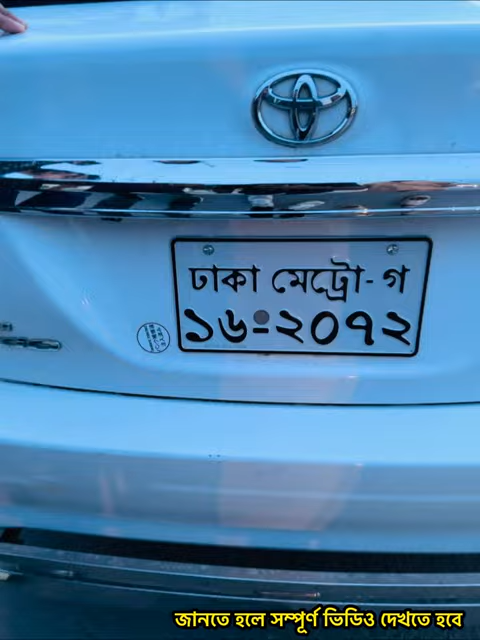 ঢাকা মেট্রো- গ
১৬-২০৭২
জানতে হলে সম্পূর্ণ ভিডিও দেখতে হবে